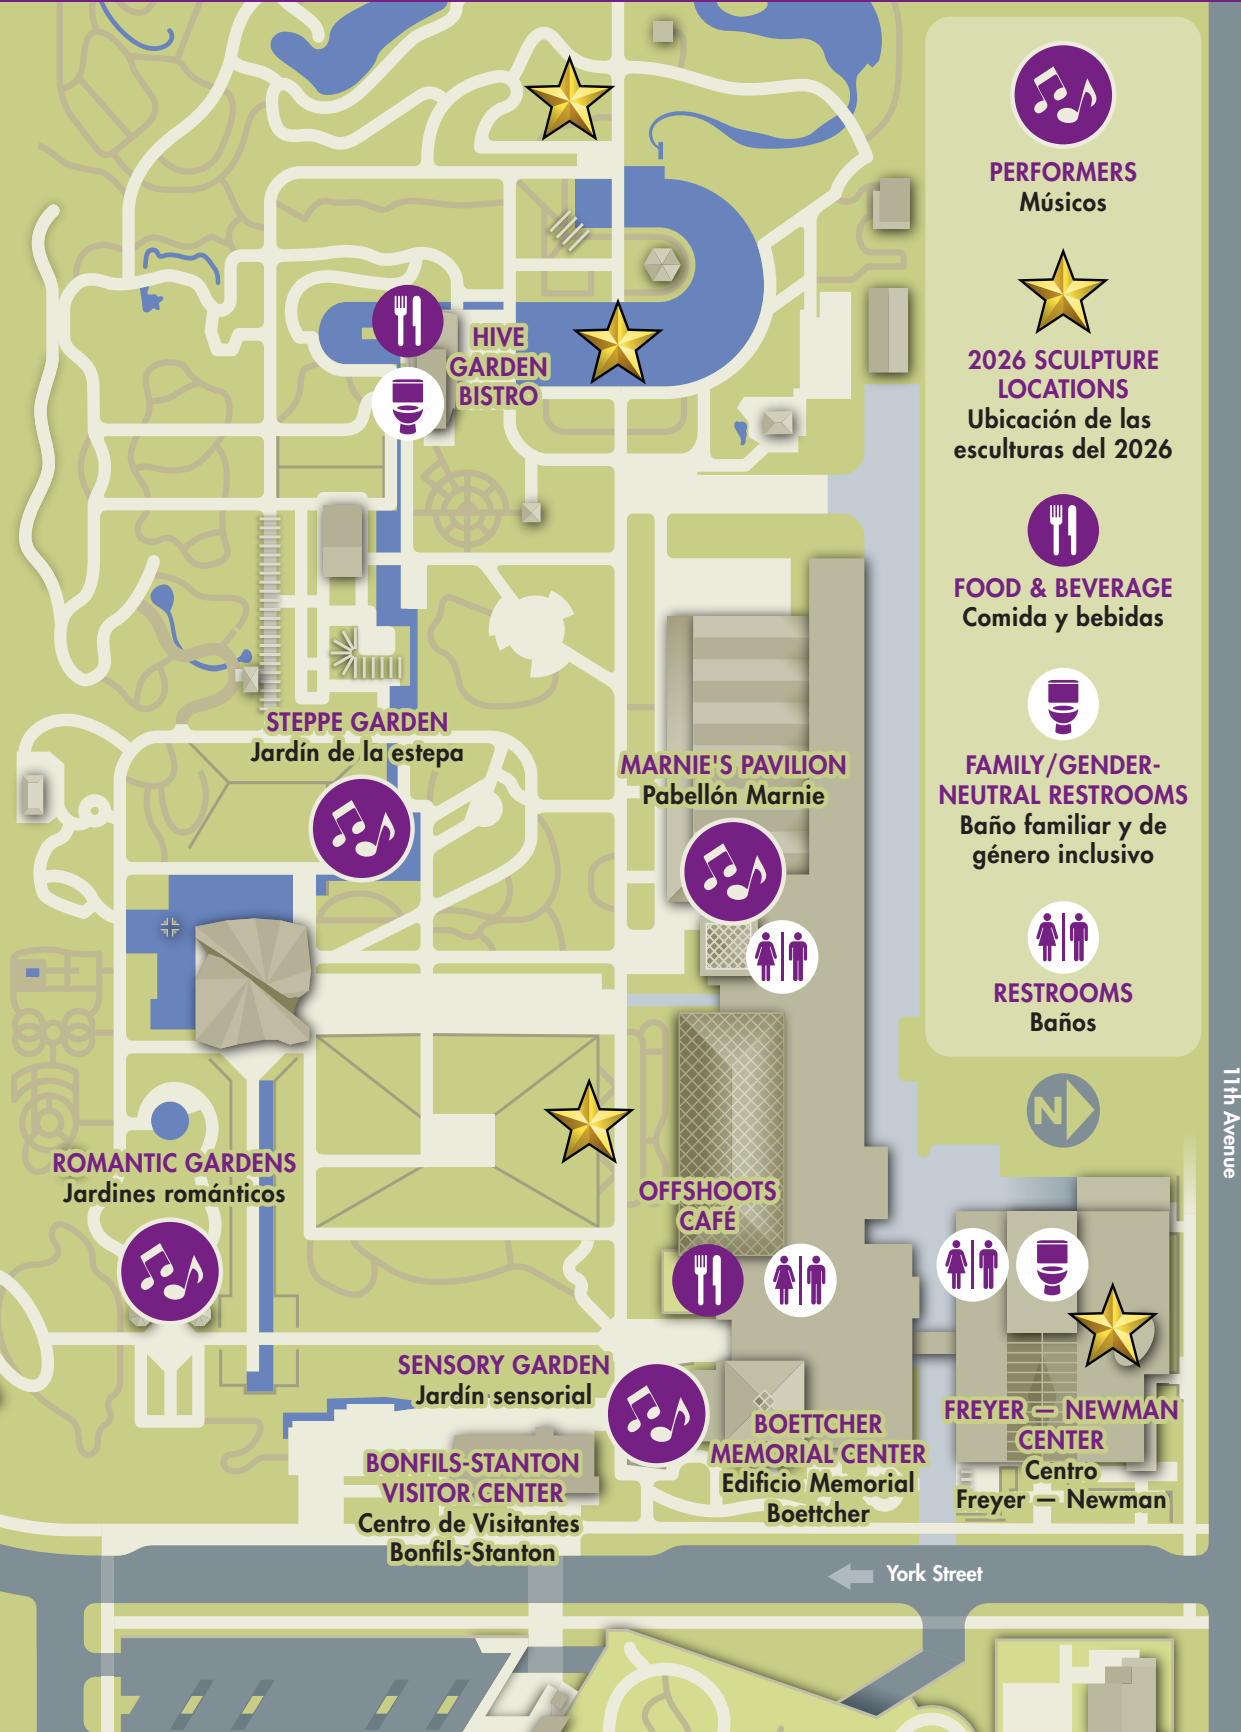 PERFORMERS
Músicos
2026 SCULPTURE
LOCATIONS
Ubicación de las
esculturas del 2026
FOOD & BEVERAGE
Comida y bebidas
FAMILY/GENDER-
NEUTRAL RESTROOMS
Baño familiar y de
género inclusivo
RESTROOMS
Baños
N
11th Avenue
HIVE
GARDEN
BISTRO
STEPPE GARDEN
Jardín de la estepa
MARNIE'S PAVILION
Pabellón Marnie
ROMANTIC GARDENS
Jardines románticos
OFFSHOOTS
CAFÉ
SENSORY GARDEN
Jardín sensorial
BOETTCHER
MEMORIAL CENTER
Edificio Memorial
Boettcher
FREYER — NEWMAN
CENTER
Centro
Freyer — Newman
BONFILS-STANTON
VISITOR CENTER
Centro de Visitantes
Bonfils-Stanton
York Street